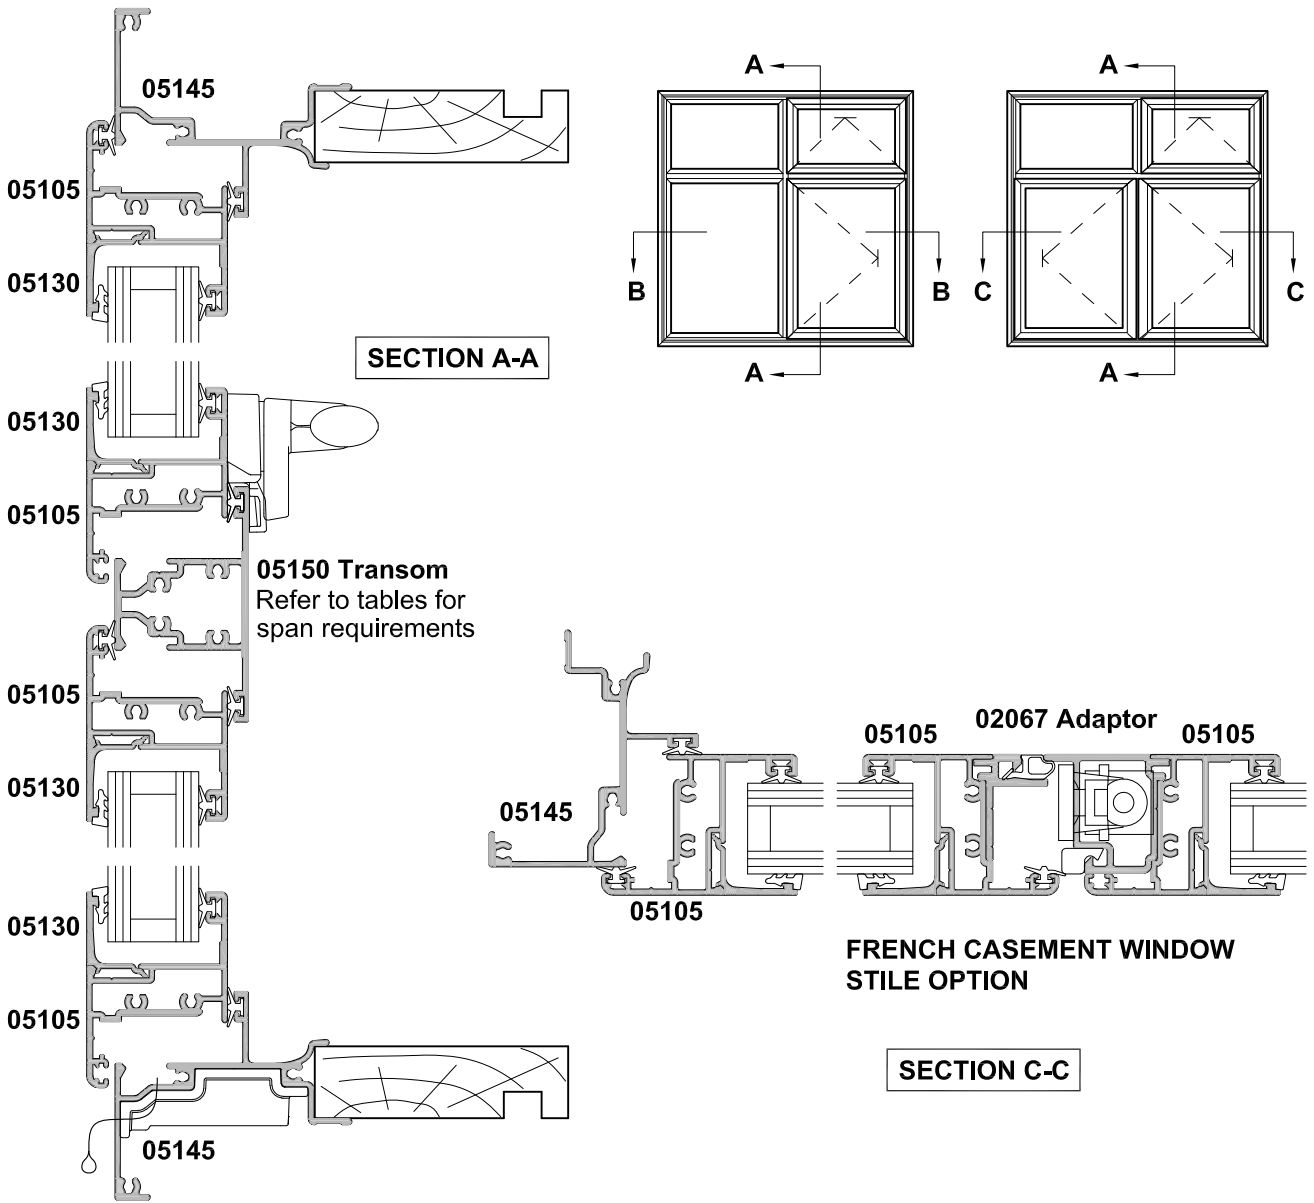 05145
05105
05130
SECTION A-A
05130
05105
05150 Transom
Refer to tables for
span requirements
05105
05130
05130
05105
05145
A
A
B
B
A
A
A
C
C
A
02067 Adaptor
05105
05105
05145
05105
FRENCH CASEMENT WINDOW
STILE OPTION
SECTION C-C